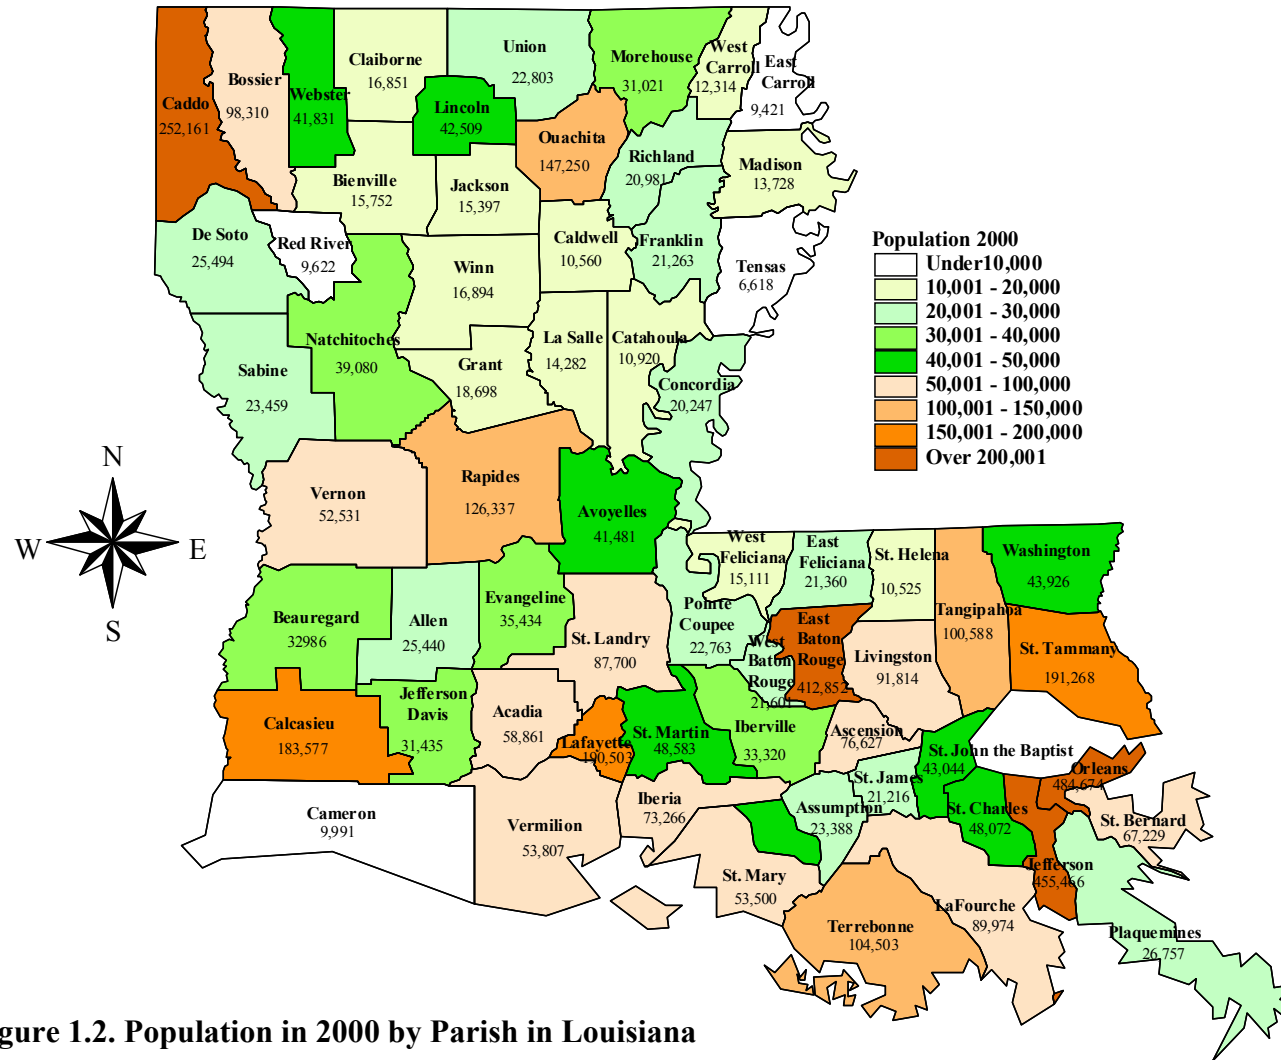 Claiborne
16,851
Union
22,803
Morehouse
31,021
West
Carroll
12,314
East
Carroll
9,421
Caddo
252,161
Bossier
98,310
Webster
41,831
Lincoln
42,509
Ouachita
147,250
Richland
20,981
Madison
13,728
Bienville
15,752
Jackson
15,397
De Soto
25,494
Red River
9,622
Winn
16,894
Caldwell
10,560
Franklin
21,263
Tensas
6,618
Population 2000
Under10,000
10,001 - 20,000
20,001 - 30,000
30,001 - 40,000
40,001 - 50,000
50,001 - 100,000
100,001 - 150,000
150,001 - 200,000
Over 200,001
Natchitoches
39,080
Sabine
23,459
Grant
18,698
La Salle
14,282
Catahoula
10,920
Concordia
20,247
N
W
E
S
Vernon
52,531
Rapides
126,337
Avoyelles
41,481
West
Feliciana
15,111
East
Feliciana
21,360
St. Helena
10,525
Washington
43,926
Beauregard
32986
Allen
25,440
Evangeline
35,434
St. Landry
87,700
Pointe
Coupee
22,763
West
Baton
Rouge
21,601
East
Baton
Rouge
412,852
Livingston
91,814
Tangipahoa
100,588
St. Tammany
191,268
Calcasieu
183,577
Jefferson
Davis
31,435
Acadia
58,861
Lafayette
190,503
St. Martin
48,583
Iberville
33,320
Ascension
76,627
St. John the Baptist
43,044
Orleans
484,674
Cameron
9,991
Vermilion
53,807
Iberia
73,266
Assumption
23,388
St. James
21,216
St. Charles
48,072
St. Bernard
67,229
St. Mary
53,500
Jefferson
455,466
Terrebonne
104,503
LaFourche
89,974
Plaquemines
26,757
gure 1.2. Population in 2000 by Parish in Louisiana